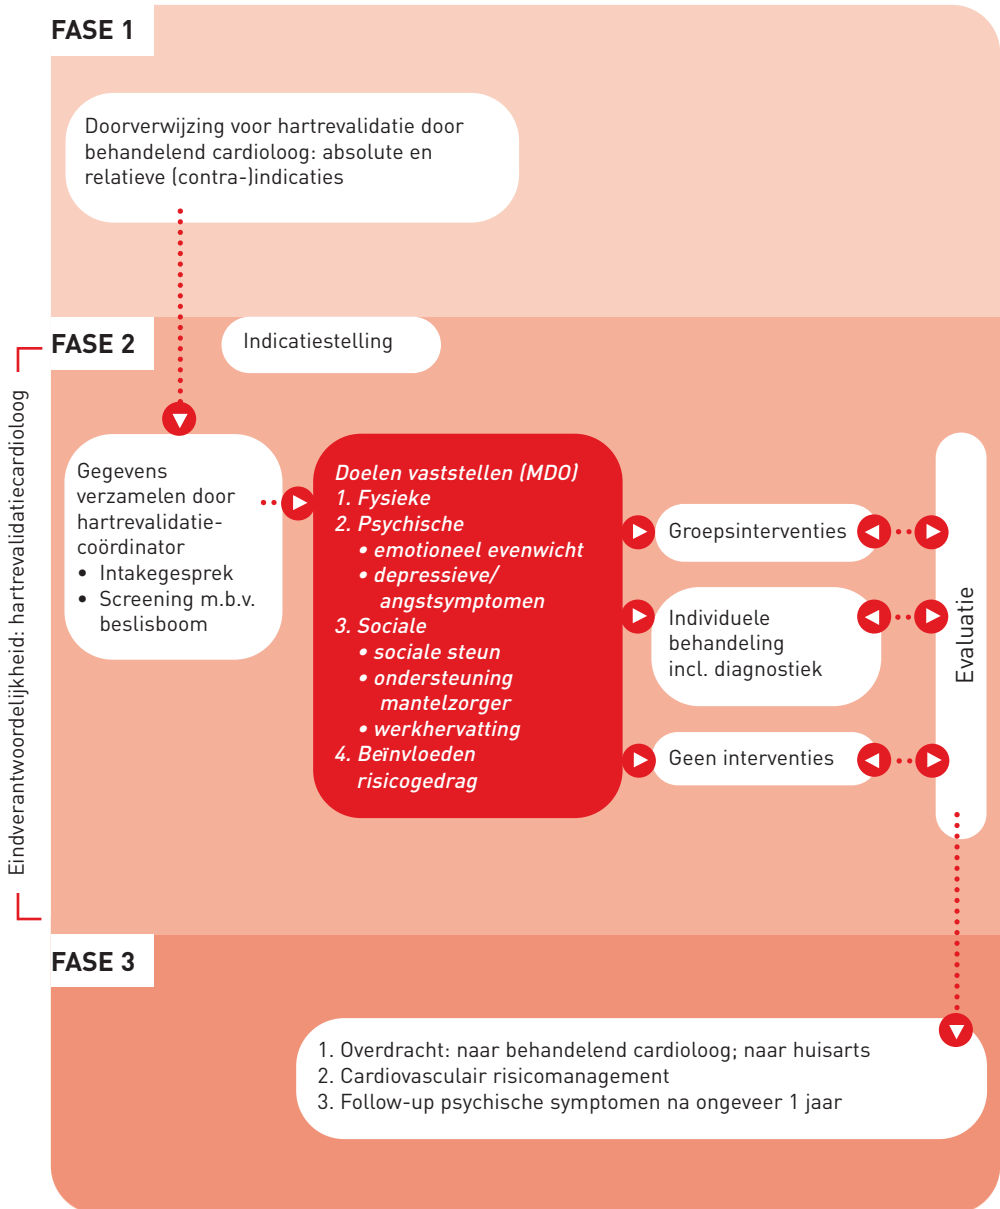 FASE 1
Doorverwijzing voor hartrevalidatie door
behandelend cardioloog: absolute en
relatieve (contra-)indicaties
FASE 2
Indicatiestelling
Eindverantwoordelijkheid: hartrevalidatiecardioloog
Gegevens
verzamelen door
hartrevalidatie-
coördinator
• Intakegesprek
• Screening m.b.v.
beslisboom
Doelen vaststellen (MDO)
1. Fysieke
2. Psychische
• emotioneel evenwicht
• depressieve/
angstsymptomen
3. Sociale
• sociale steun
• ondersteuning
mantelzorger
• werkhervatting
4. Beïnvloeden
risicogedrag
Groepsinterventies
Individuele
behandeling
incl. diagnostiek
Geen interventies
Evaluatie
FASE 3
1. Overdracht: naar behandelend cardioloog; naar huisarts
2. Cardiovasculair risicomanagement
3. Follow-up psychische symptomen na ongeveer 1 jaar